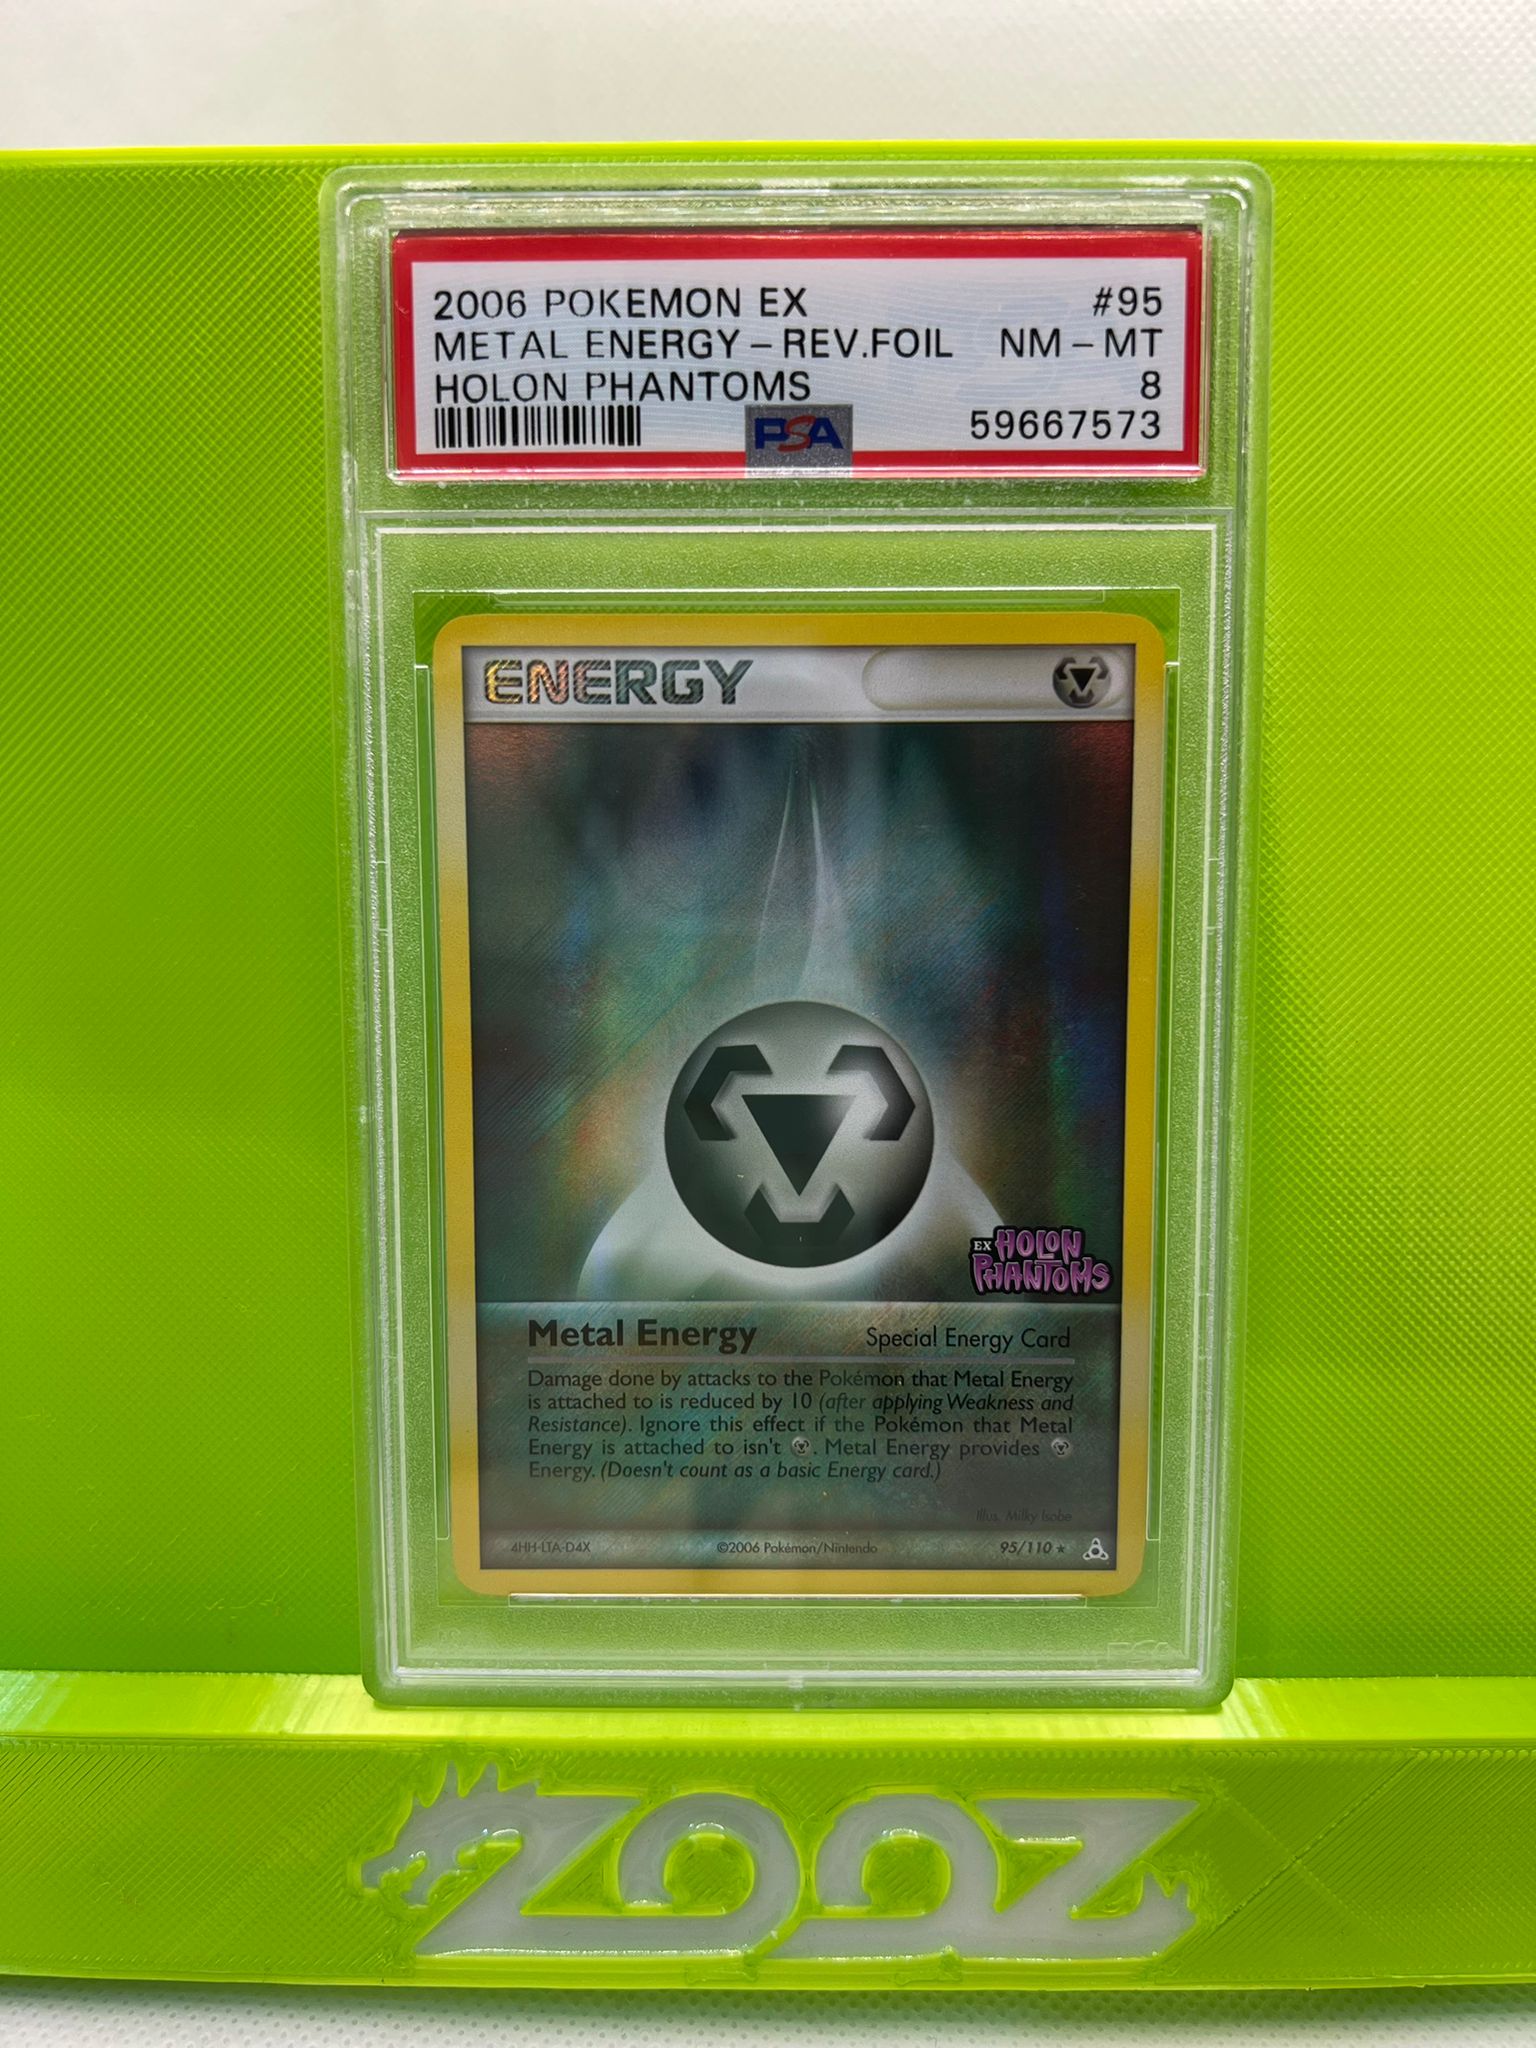 2006 POKEMON EX #95
METAL ENERGY - REV.FOIL NM - MT
HOLON PHANTOMS 8
PSA 59667573
ENERGY
EX HOLON
PHANTOMS
Metal Energy Special Energy Card
Damage done by attacks to the Pokémon that Metal Energy
is attached to is reduced by 10 (after applying Weakness and
Resistance). Ignore this effect if the Pokémon that Metal
Energy is attached to isn't . Metal Energy provides
Energy. (Doesn't count as a basic Energy card.)
Illus. Milky Isobe
4HH-LTA-D4X ©2006 Pokémon/Nintendo 95/110 ★
PSA
ZOOZ